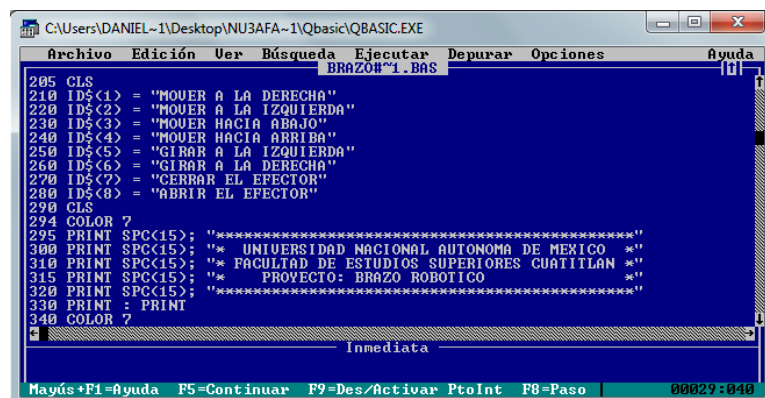 C:\Users\DANIEL~1\Desktop\NU3AFA~1\Qbasic\QBASIC.EXE
Archivo Edición Ver Búsqueda Ejecutar Depurar Opciones Ayuda
BRAZO#~1.BAS
205 CLS
210 ID$(1) = "MOVER A LA DERECHA"
220 ID$(2) = "MOVER A LA IZQUIERDA"
230 ID$(3) = "MOVER HACIA ABAJO"
240 ID$(4) = "MOVER HACIA ARRIBA"
250 ID$(5) = "GIRAR A LA IZQUIERDA"
260 ID$(6) = "GIRAR A LA DERECHA"
270 ID$(7) = "CERRAR EL EFECTOR"
280 ID$(8) = "ABRIR EL EFECTOR"
290 CLS
294 COLOR 7
295 PRINT SPC(15); "******************************************"
300 PRINT SPC(15); "*  UNIVERSIDAD NACIONAL AUTONOMA DE MEXICO  *"
310 PRINT SPC(15); "* FACULTAD DE ESTUDIOS SUPERIORES CUATITLAN *"
315 PRINT SPC(15); "*    PROYECTO: BRAZO ROBOTICO               *"
320 PRINT SPC(15); "******************************************"
330 PRINT : PRINT
340 COLOR 7
Inmediata
Mayús+F1=Ayuda F5=Continuar F9=Des/Activar PtoInt F8=Paso 00029:040